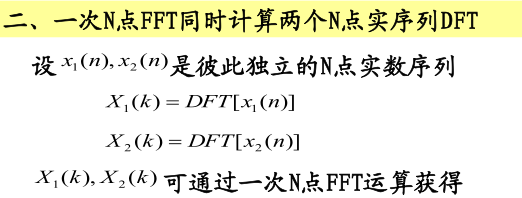 二、一次N点FFT同时计算两个N点实序列DFT
设 x₁(n), x₂(n) 是彼此独立的N点实数序列
X₁(k) = DFT[x₁(n)]
X₂(k) = DFT[x₂(n)]
X₁(k), X₂(k) 可通过一次N点FFT运算获得